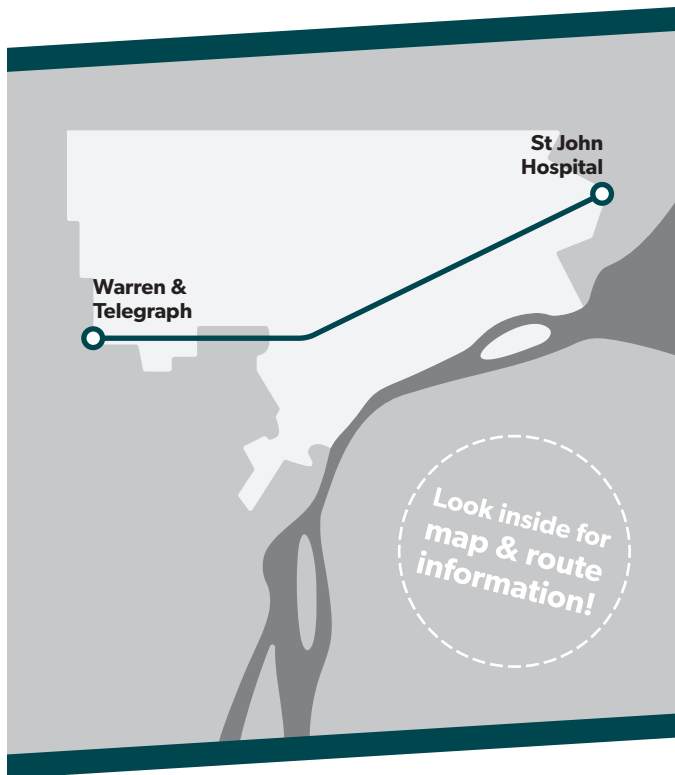 St John
Hospital
Warren &
Telegraph
Look inside for
map & route
information!